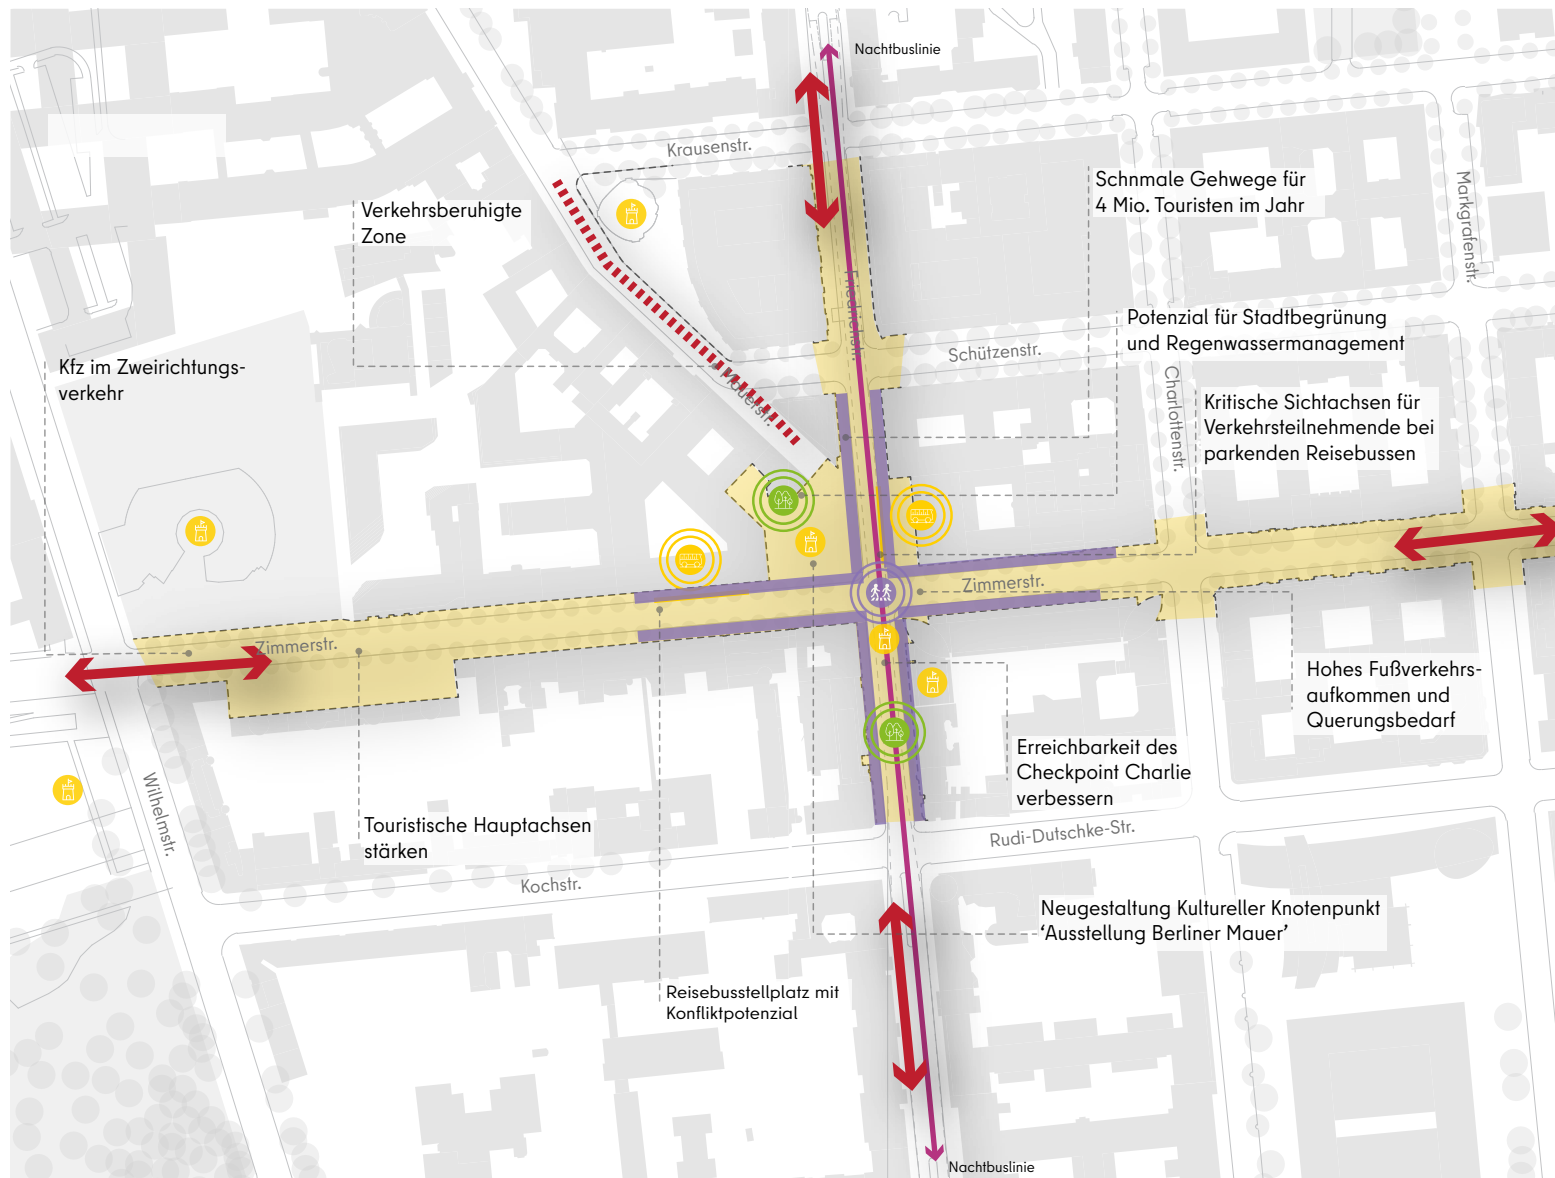 Nachtbuslinie
Krausenstr.
Schnmale Gehwege für
4 Mio. Touristen im Jahr
Markgrafenstr.
Verkehrsberuhigte
Zone
Friedrichstr.
Potenzial für Stadtbegrünung
und Regenwassermanagement
Schützenstr.
Kfz im Zweirichtungs-
verkehr
Mauerstr.
Charlottenstr.
Kritische Sichtachsen für
Verkehrsteilnehmende bei
parkenden Reisebussen
Zimmerstr.
Zimmerstr.
Hohes Fußverkehrs-
aufkommen und
Querungsbedarf
Erreichbarkeit des
Checkpoint Charlie
verbessern
Wilhelmstr.
Touristische Hauptachsen
stärken
Rudi-Dutschke-Str.
Kochstr.
Neugestaltung Kultureller Knotenpunkt
‘Ausstellung Berliner Mauer’
Reisebusstellplatz mit
Konfliktpotenzial
Nachtbuslinie